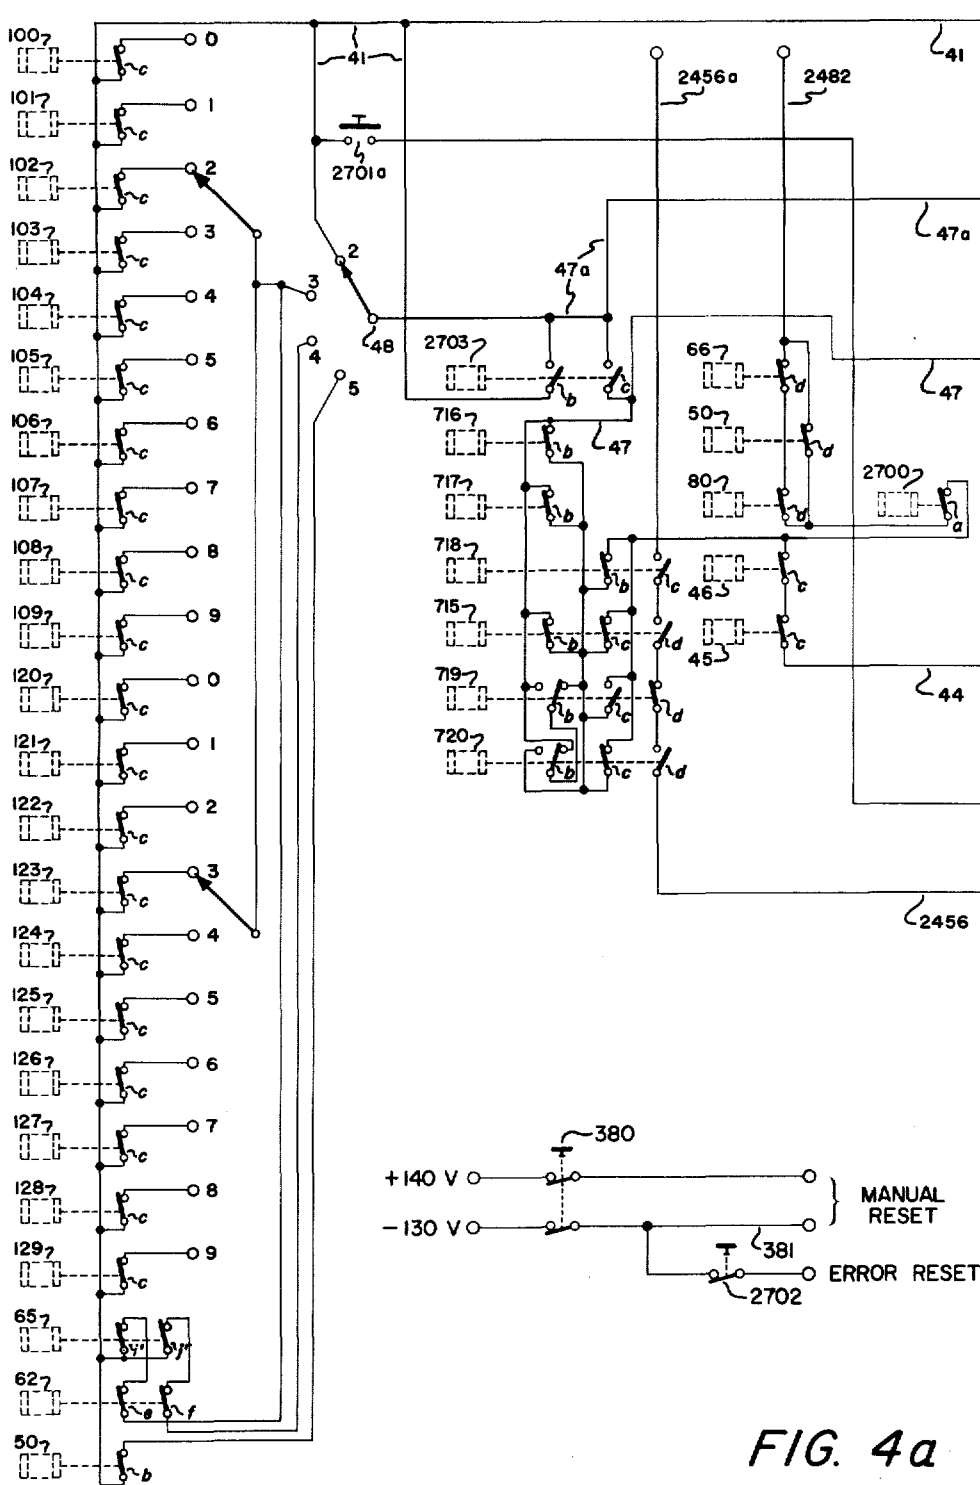 100 c 0
41 41
2456a 2482
101 c 1
2701a
102 c 2
47a
103 c 3
2
47a
3
104 c 4
48
4
2703 b c
66 d
105 c 5
5
47
106 c 6
716 b 47
50 d
107 c 7
717 b
80 d
2700 a
108 c 8
718 b c
46 c
109 c 9
715 b c d
45 c
120 c 0
719 b c d
44
121 c 1
720 b c d
122 c 2
123 c 3
2456
124 c 4
125 c 5
126 c 6
127 c 7
380
+140 V
MANUAL
RESET
128 c 8
-130 V
381
129 c 9
ERROR RESET
2702
65
62 e f
50 b
FIG. 4a